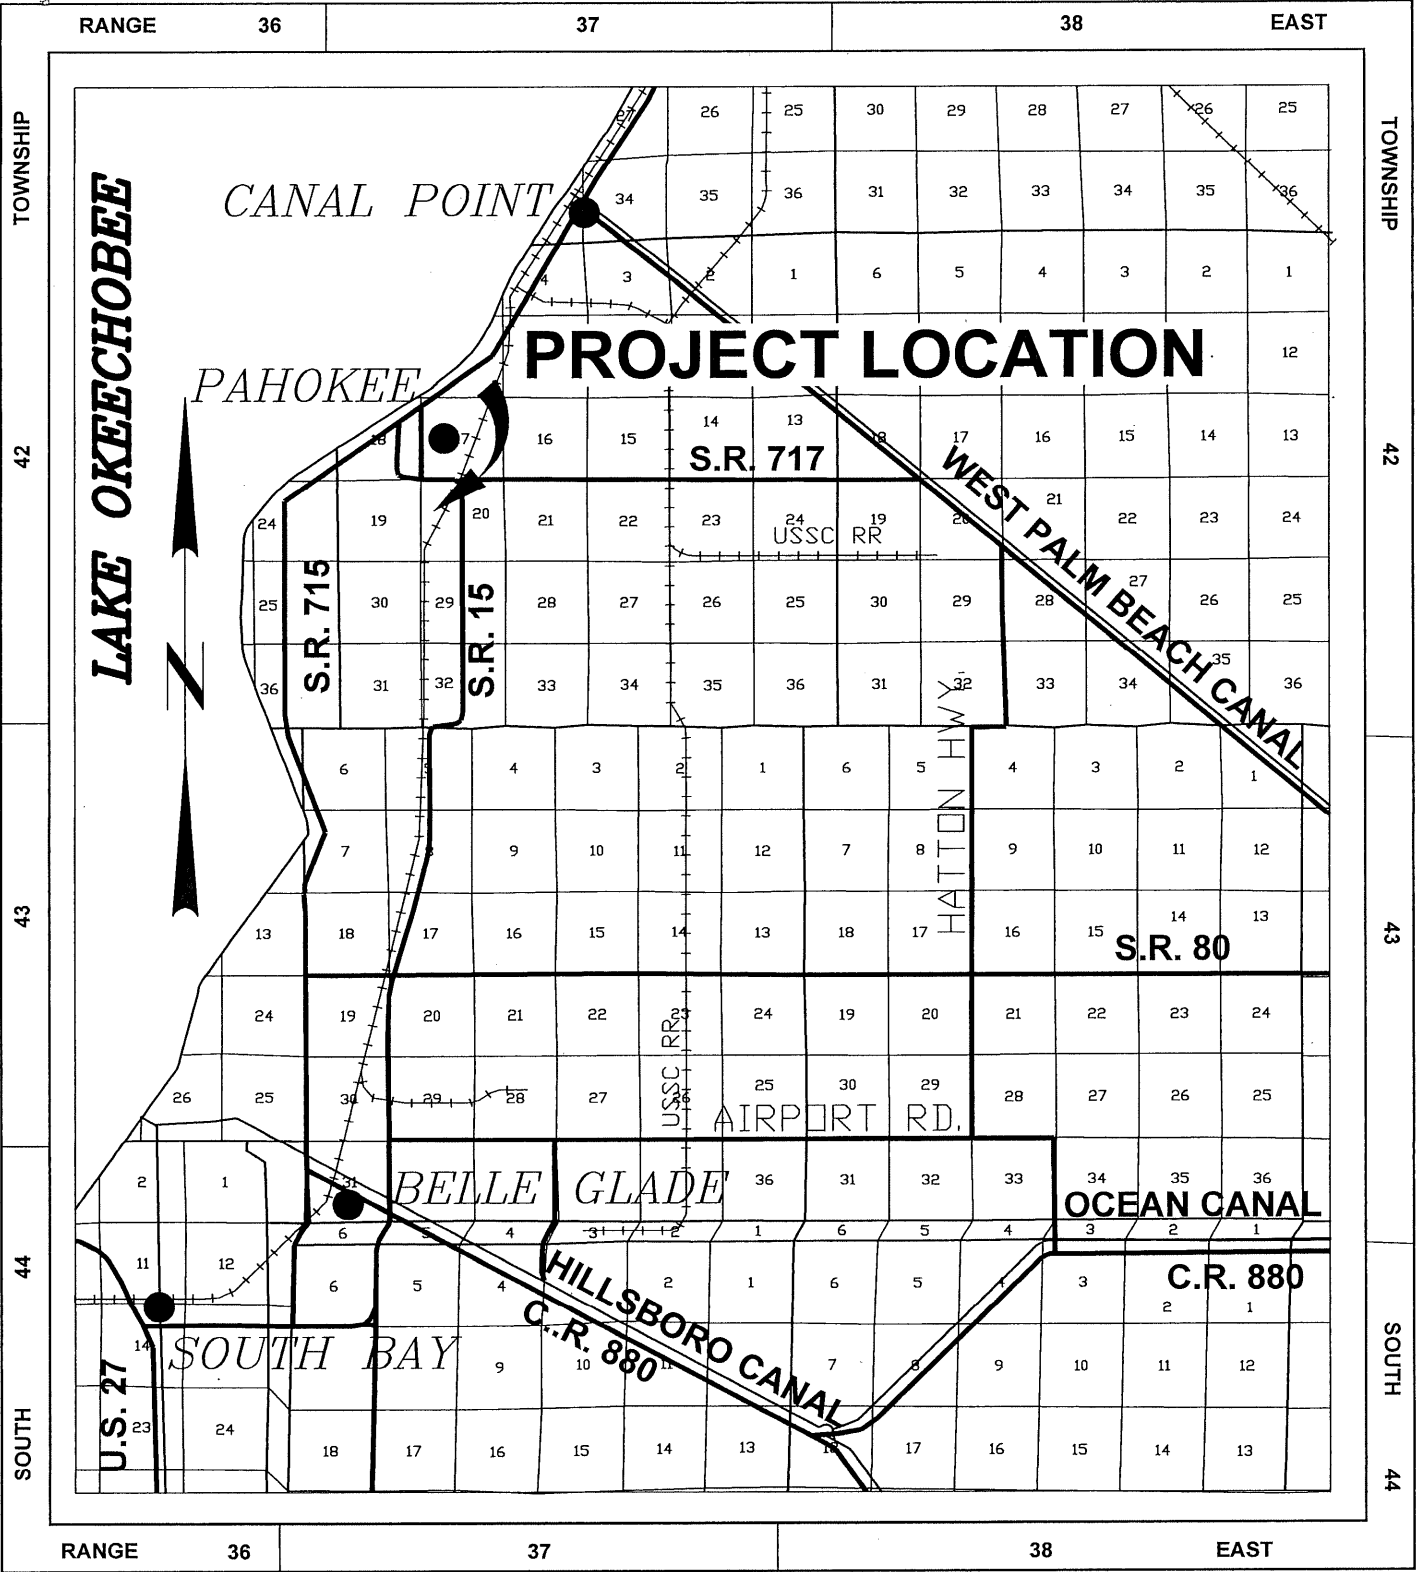 RANGE 36 37 38 EAST
TOWNSHIP
42
43
44
SOUTH
TOWNSHIP
42
43
SOUTH
44
LAKE OKEECHOBEE
N
26 25 30 29 28 27 26 25
CANAL POINT
34 35 36 31 32 33 34 35 36
4 3 2 1 6 5 4 3 2 1
PROJECT LOCATION
12
PAHOKEE
18 16 15 14 13 18 17 16 15 14 13
S.R. 717
WEST PALM BEACH CANAL
24 19 20 21 22 23 24 19 20 21 22 23 24
USSC RR
S.R. 715
S.R. 15
25 30 29 28 27 26 25 30 29 28 27 26 25
36 31 32 33 34 35 36 31 32 33 34 35 36
HATTON HWY.
6 5 4 3 2 1 6 5 4 3 2 1
7 8 9 10 11 12 7 8 9 10 11 12
13 18 17 16 15 14 13 18 17 16 15 14 13
S.R. 80
24 19 20 21 22 23 24 19 20 21 22 23 24
USSC RR
26 25 30 29 28 27 26 25 30 29 28 27 26 25
AIRPORT RD.
2 1 31 36 31 32 33 34 35 36
BELLE GLADE
OCEAN CANAL
6 5 4 3 2 1 6 5 4 3 2 1
C.R. 880
11 12 6 5 4 2 1 6 5 4 3 2 1
HILLSBORO CANAL
C..R. 880
SOUTH BAY
14 9 10 11 7 8 9 10 11 12
U.S. 27
23 24 18 17 16 15 14 13 18 17 16 15 14 13
RANGE 36 37 38 EAST